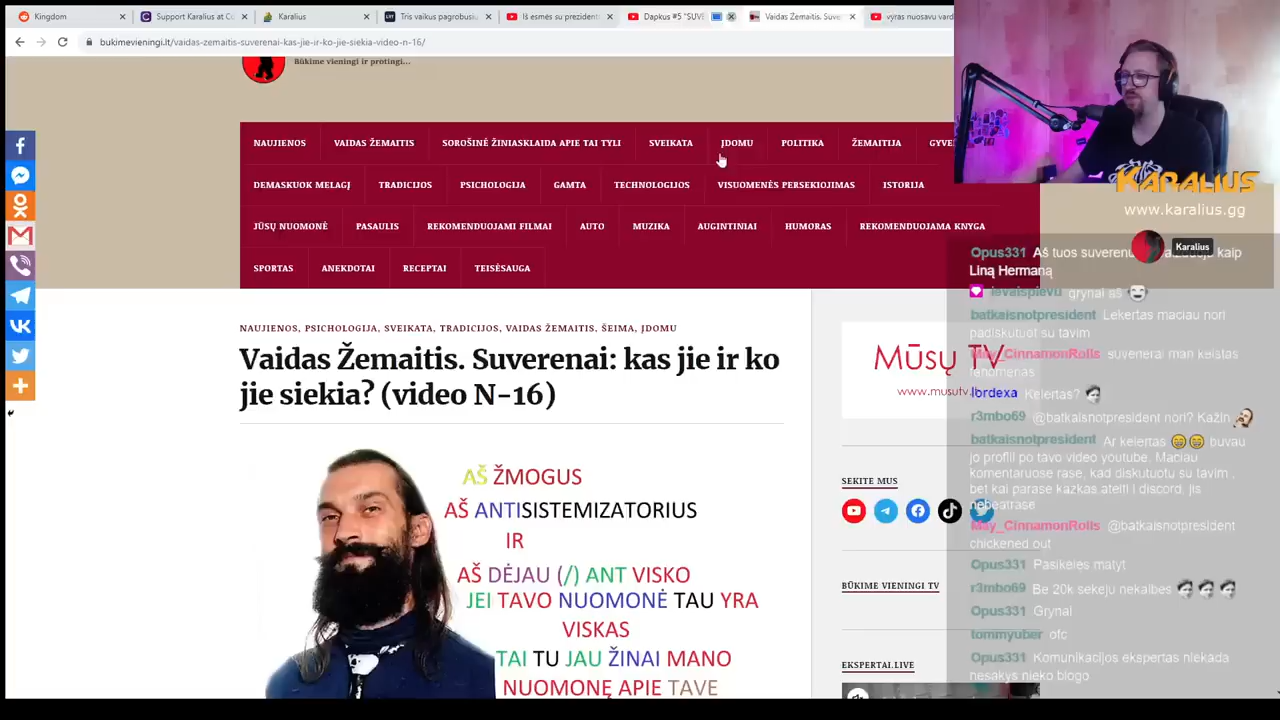 Kingdom
Support Karalius at Co
Karalius
Tris vaikus pagrobusių
Iš esmės su prezident
Dapkus #5 "SUV
Vaidas Žemaitis. Suve
vyras nuosavu vard
bukimevieningi.lt/vaidas-zemaitis-suverenai-kas-jie-ir-ko-jie-siekia-video-n-16/
Būkime vieningi ir protingi...
NAUJIENOS
VAIDAS ŽEMAITIS
SOROŠINĖ ŽINIASKLAIDA APIE TAI TYLI
SVEIKATA
ĮDOMU
POLITIKA
ŽEMAITIJA
GYVE
DEMASKUOK MELAGĮ
TRADICIJOS
PSICHOLOGIJA
GAMTA
TECHNOLOGIJOS
VISUOMENĖS PERSEKIOJIMAS
ISTORIJA
JŪSŲ NUOMONĖ
PASAULIS
REKOMENDUOJAMI FILMAI
AUTO
MUZIKA
AUGINTINIAI
HUMORAS
REKOMENDUOJAMA KNYGA
SPORTAS
ANEKDOTAI
RECEPTAI
TEISĖSAUGA
NAUJIENOS, PSICHOLOGIJA, SVEIKATA, TRADICIJOS, VAIDAS ŽEMAITIS, ŠEIMA, ĮDOMU
Vaidas Žemaitis. Suverenai: kas jie ir ko
jie siekia? (video N-16)
AŠ ŽMOGUS
AŠ ANTISISTEMIZATORIUS
IR
AŠ DĖJAU (/) ANT VISKO
JEI TAVO NUOMONĖ TAU YRA
VISKAS
TAI TU JAU ŽINAI MANO
NUOMONĘ APIE TAVE
Mūsų TV
www.musutv.l
SEKITE MUS
BŪKIME VIENINGI TV
EKSPERTAI.LIVE
KARALIUS
www.karalius.gg
Karalius
Opus331 Aš tuos suveren kaip
Liną Hermaną
ievaispievu grynai aš
batkaisnotpresident Lekertas maciau nori
padiskutuot su tavim
May_CinnamonRolls suverenai man keistas
fenomenas
lordexa Kelertas?
r3mbo69 @batkaisnotpresident nori? Kažin
batkaisnotpresident Ar kelertas buvau
jo profili po tavo video youtube. Maciau
komentaruose rase, kad diskutuotu su tavim ,
bet kai parase kazkas ateiti i discord, jis
nebeatrase
May_CinnamonRolls @batkaisnotpresident
chickened out
Opus331 Pasikeles matyt
r3mbo69 Be 20k sekeju nekalbes
Opus331 Grynai
tommyuber ofc
Opus331 Komunikacijos ekspertas niekada
nesakys nieko blogo